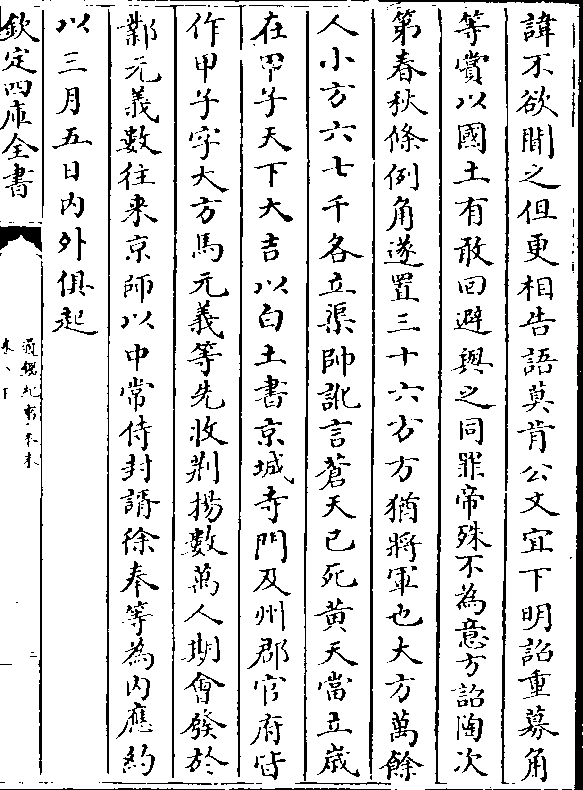 諱不欲聞之但更相告語莫肯公文宜下明詔重募角
等賞以國土有敢回避與之同罪帝殊不為意方詔陶次
第春秋條例角遂置三十六方方猶將軍也大方萬餘
人小方六七千各立渠帥訛言蒼天已死黄天當立歳
在甲子天下大吉以白土書京城寺門及州郡官府皆
作甲子字大方馬元義等先收荆揚數萬人期會發於
鄴元義數往来京師以中常侍封諝徐奉等為内應約
以三月五日内外俱起
欽定四庫全書
通鑑紀事本末